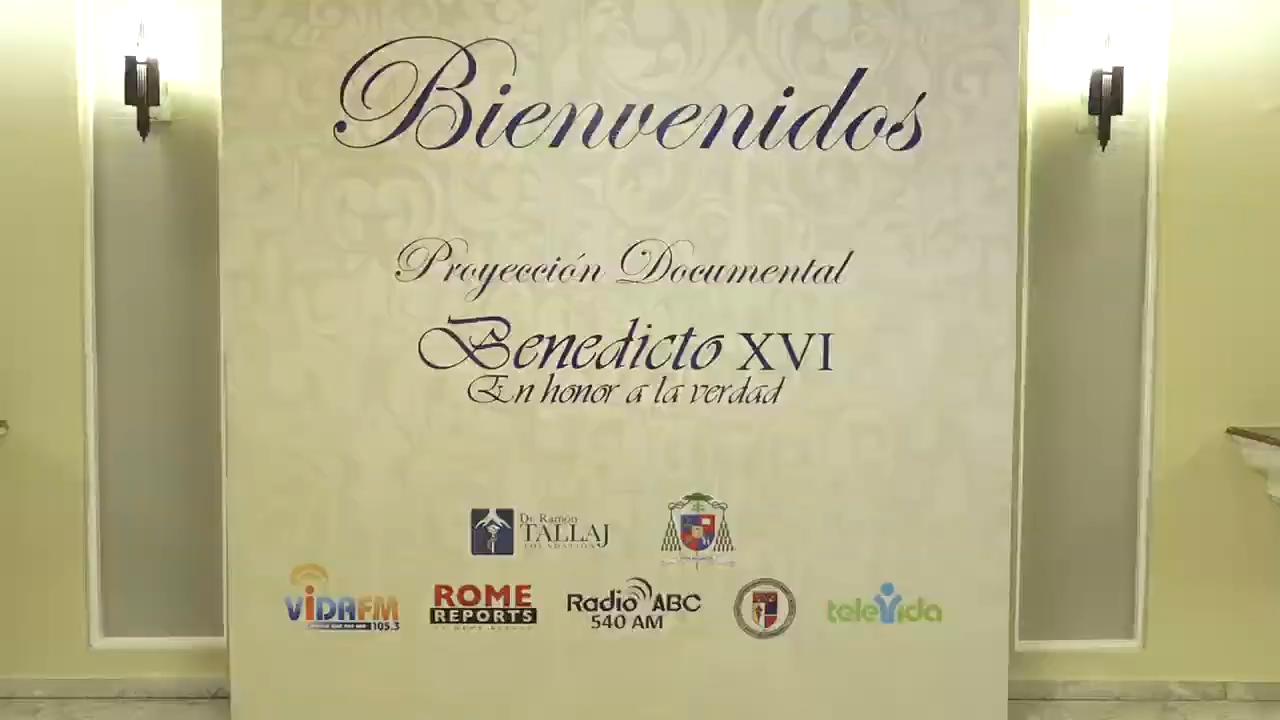 Bienvenidos
Proyección Documental
Benedicto XVI
En honor a la verdad
Dr. Ramón
TALLAJ
FOUNDATION
VIDAFM
105.3
ROME
REPORTS
Radio ABC
540 AM
televida